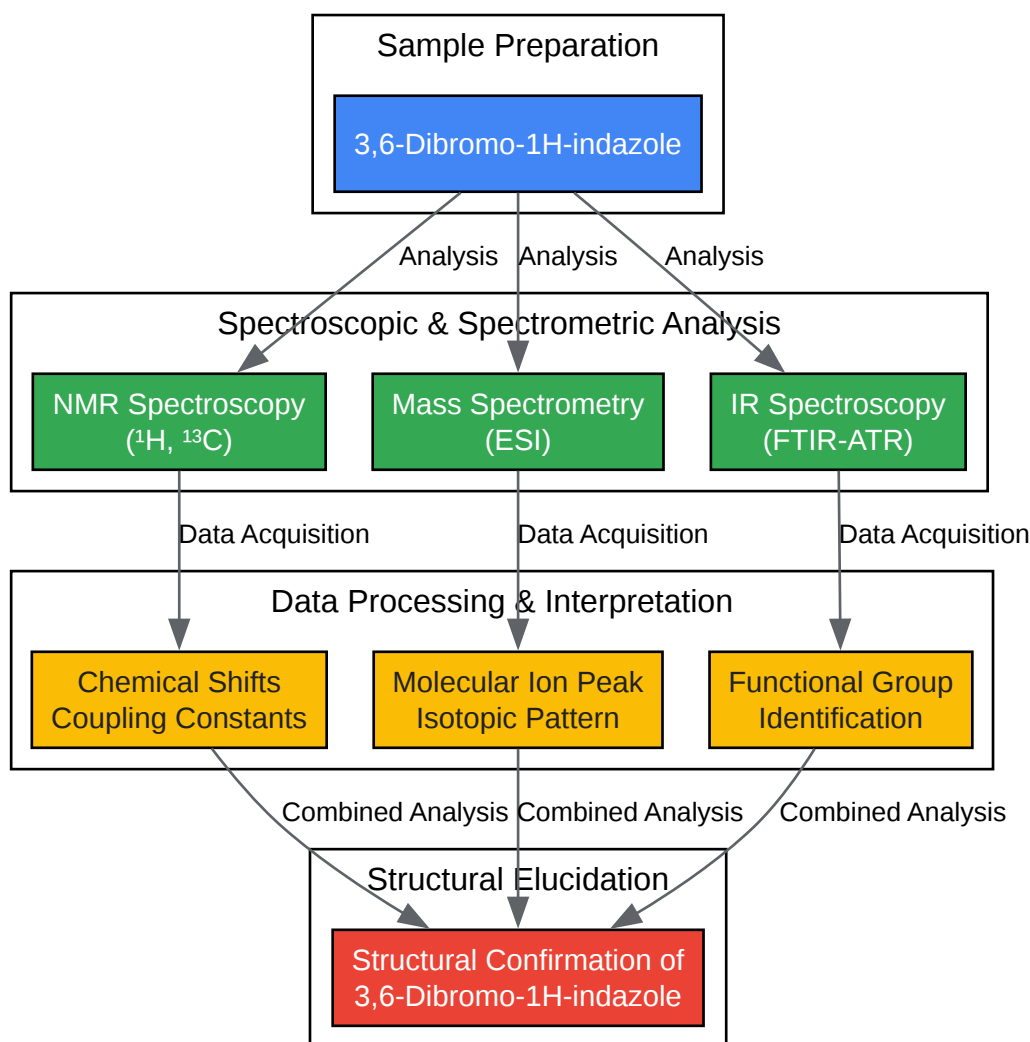 Sample Preparation
3,6-Dibromo-1H-indazole
Analysis
Analysis
Analysis
Spectroscopic & Spectrometric Analysis
NMR Spectroscopy
(¹H, ¹³C)
Mass Spectrometry
(ESI)
IR Spectroscopy
(FTIR-ATR)
Data Acquisition
Data Acquisition
Data Acquisition
Data Processing & Interpretation
Chemical Shifts
Coupling Constants
Molecular Ion Peak
Isotopic Pattern
Functional Group
Identification
Combined Analysis
Combined Analysis
Combined Analysis
Structural Elucidation
Structural Confirmation of
3,6-Dibromo-1H-indazole